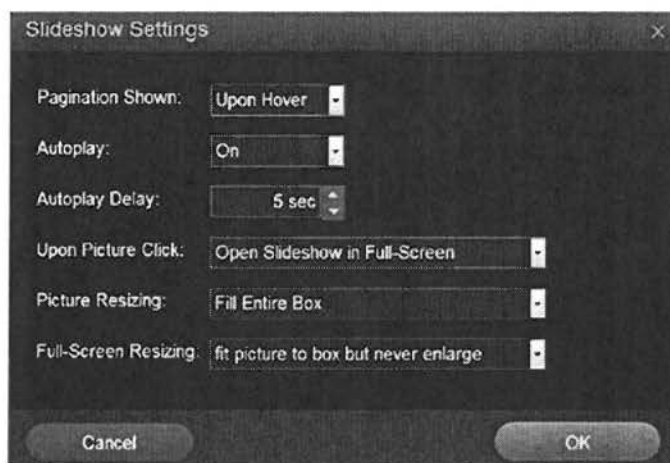 Slideshow Settings
Pagination Shown: Upon Hover
Autoplay: On
Autoplay Delay: 5 sec
Upon Picture Click: Open Slideshow in Full-Screen
Picture Resizing: Fill Entire Box
Full-Screen Resizing: fit picture to box but never enlarge
Cancel OK